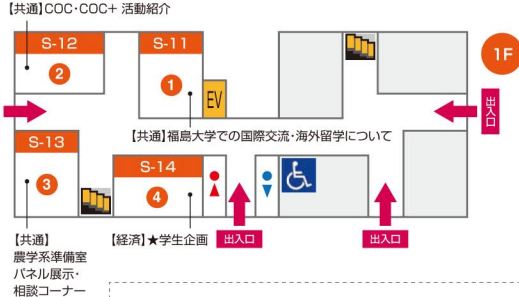 【共通】COC・COC+ 活動紹介
S-12
S-11
1F
2
1
EV
出入口
【共通】福島大学での国際交流・海外留学について
S-13
S-14
3
4
【共通】
農学系準備室
パネル展示・
相談コーナー
【経済】★学生企画
出入口
出入口